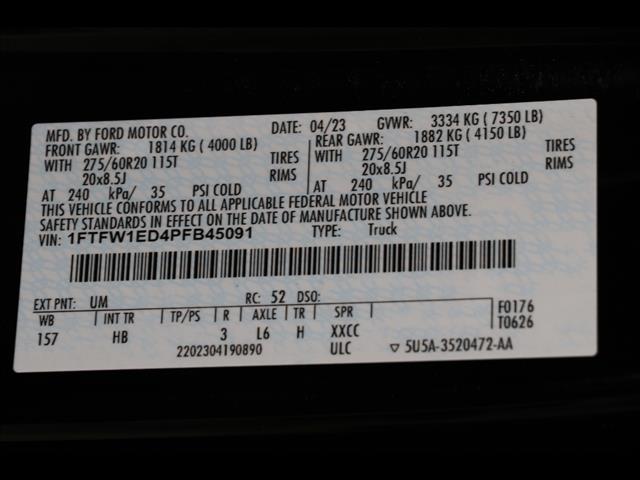 MFD. BY FORD MOTOR CO. DATE: 04/23 GVWR: 3334 KG ( 7350 LB)
FRONT GAWR: 1814 KG ( 4000 LB) REAR GAWR: 1882 KG ( 4150 LB)
WITH 275/60R20 115T TIRES WITH 275/60R20 115T TIRES
20x8.5J RIMS 20x8.5J RIMS
AT 240 kPa/ 35 PSI COLD AT 240 kPa/ 35 PSI COLD
THIS VEHICLE CONFORMS TO ALL APPLICABLE FEDERAL MOTOR VEHICLE
SAFETY STANDARDS IN EFFECT ON THE DATE OF MANUFACTURE SHOWN ABOVE.
VIN: 1FTFW1ED4PFB45091 TYPE: Truck
EXT PNT: UM RC: 52 DSO:
WB INT TR TP/PS R AXLE TR SPR
157 HB 3 L6 H XXCC
2202304190890 ULC
F0176
T0626
▽ 5U5A-3520472-AA